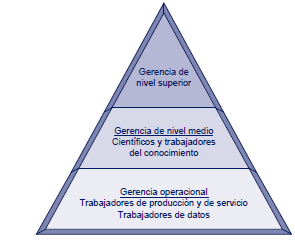 Gerencia de
nivel superior
Gerencia de nivel medio
Científicos y trabajadores
del conocimiento
Gerencia operacional
Trabajadores de producción y de servicio
Trabajadores de datos